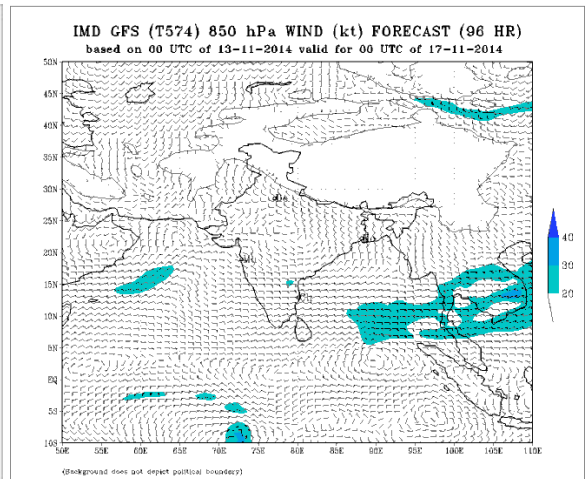 IMD GFS (T574) 850 hPa WIND (kt) FORECAST (96 HR)
based on 00 UTC of 13-11-2014 valid for 00 UTC of 17-11-2014
50N
45N
40N
35N
30N
25N
20N
15N
10N
5N
EQ
5S
10S
50E 55E 60E 65E 70E 75E 80E 85E 90E 95E 100E 105E 110E
40
30
20
(Background does not depict political boundary)